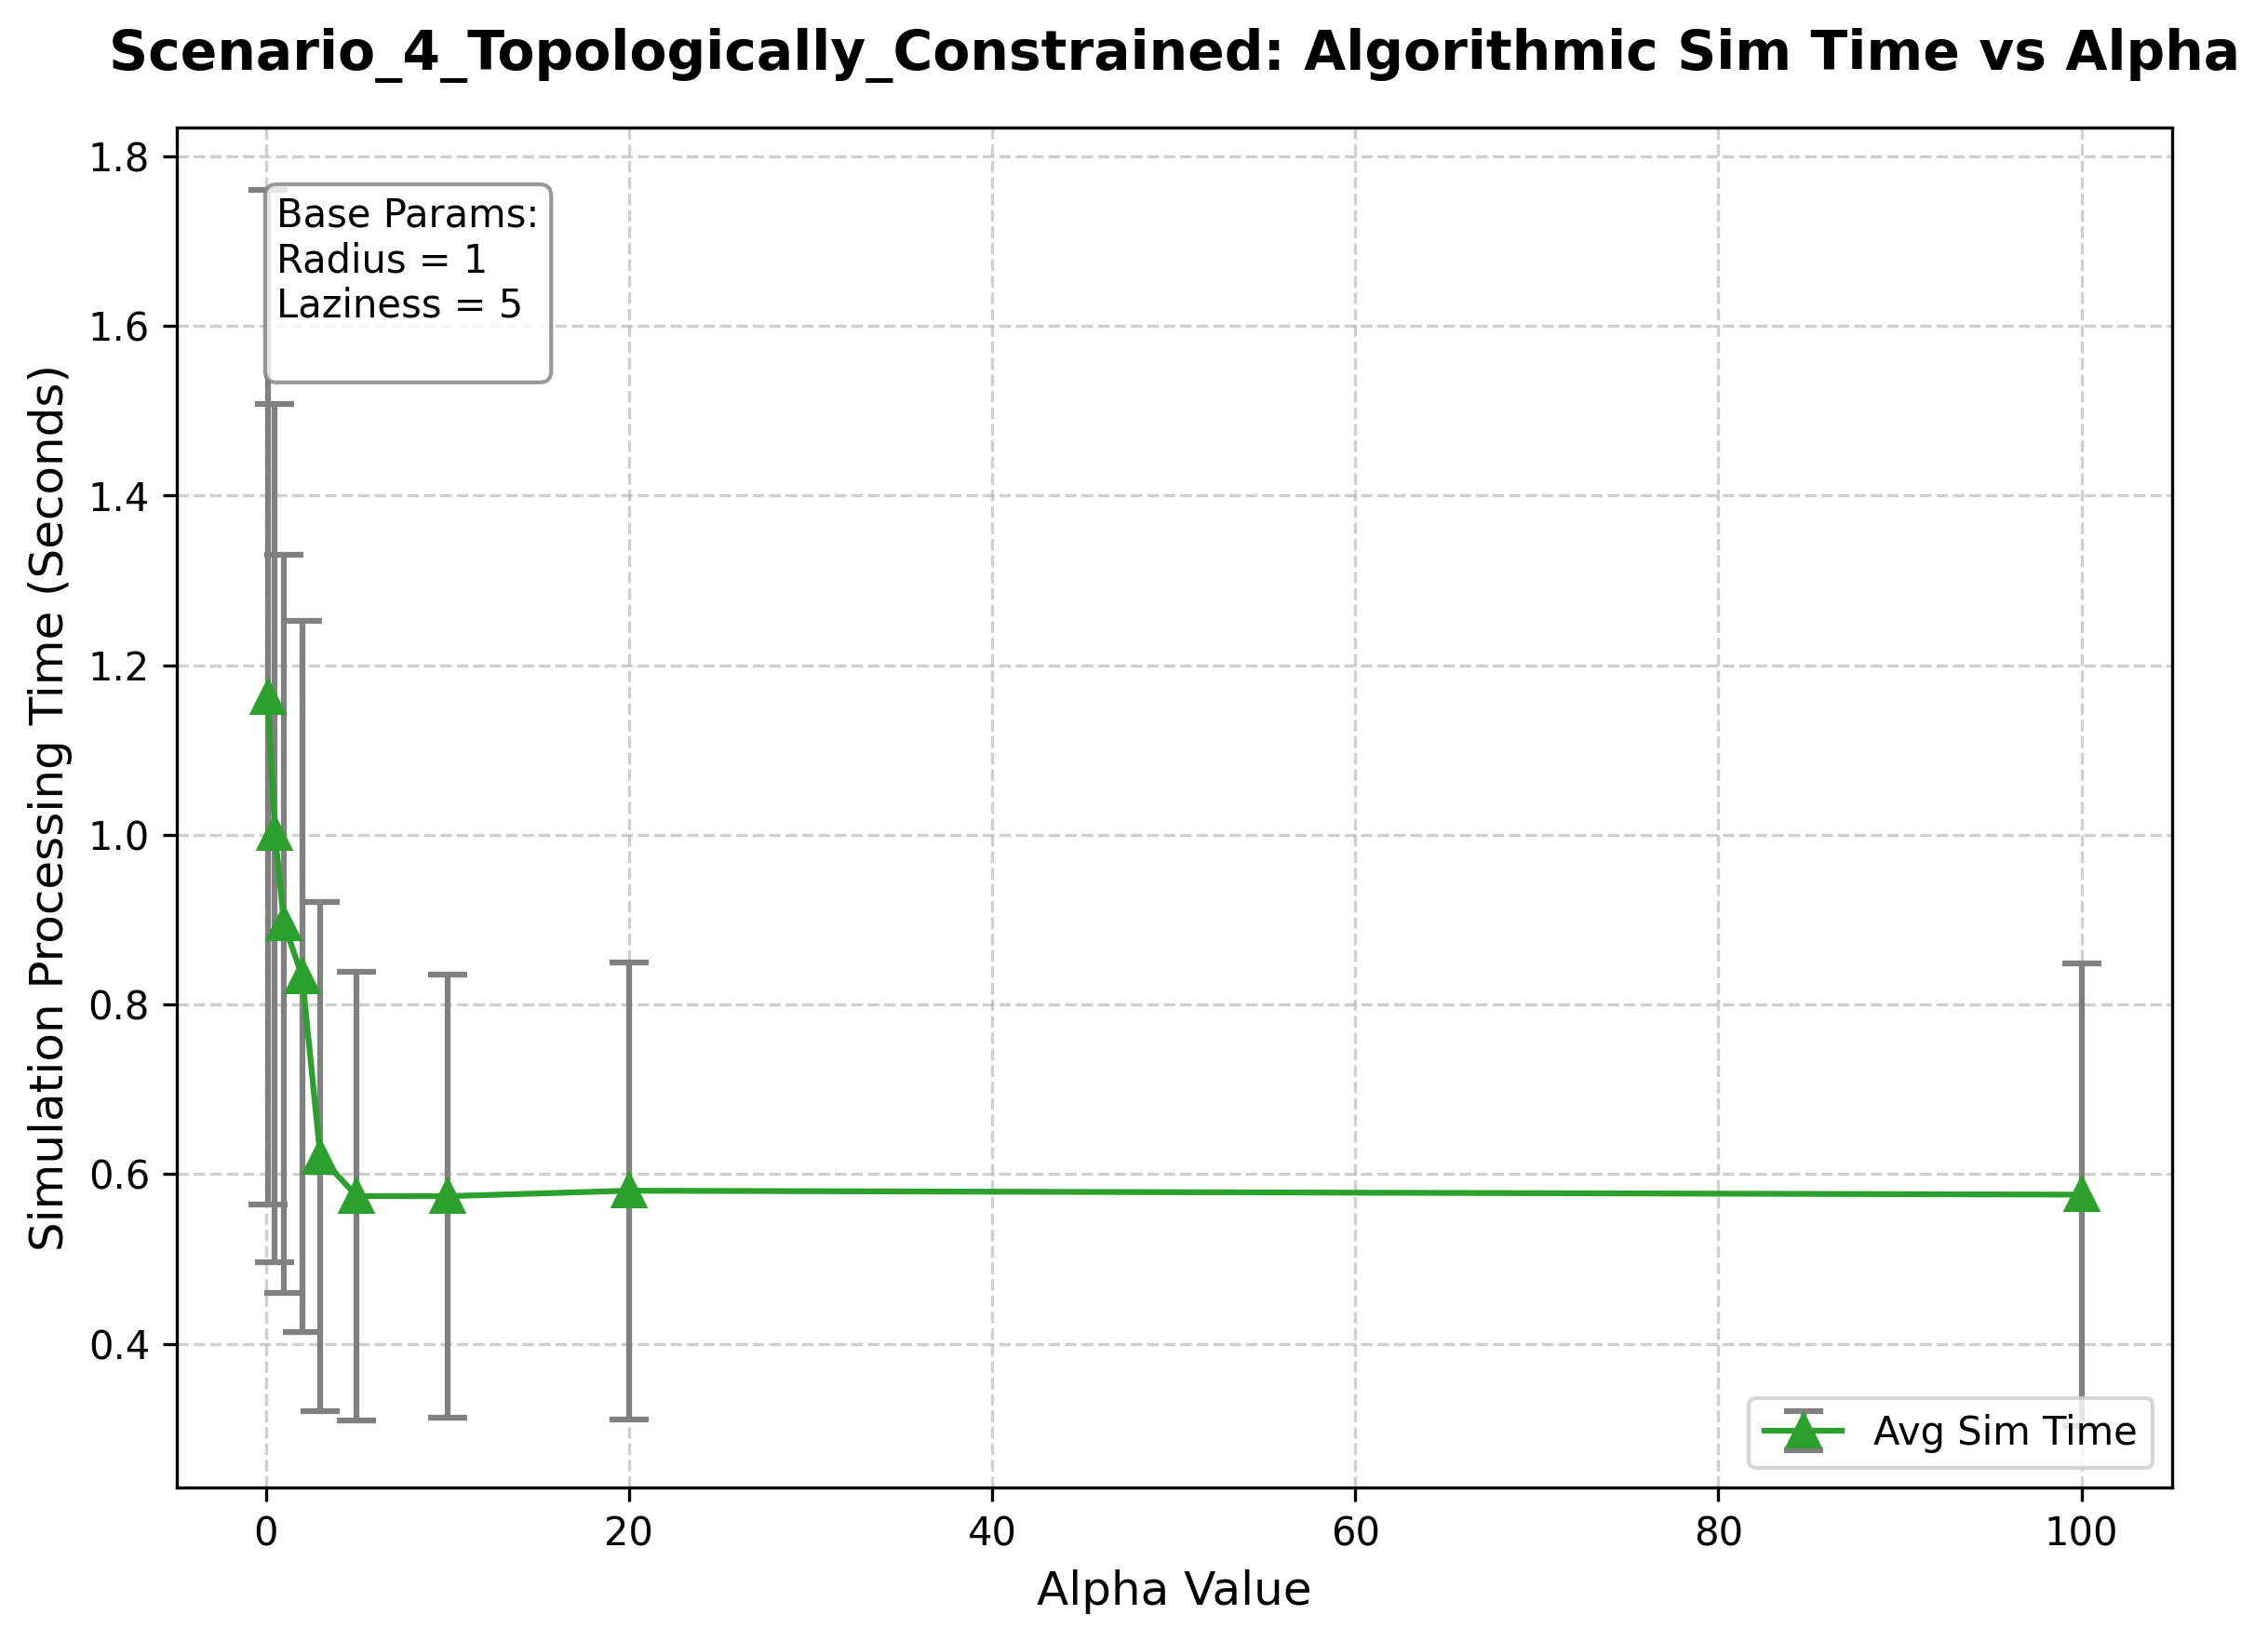 Scenario_4_Topologically_Constrained: Algorithmic Sim Time vs Alpha
Simulation Processing Time (Seconds)
1.8
1.6
1.4
1.2
1.0
0.8
0.6
0.4
Base Params:
Radius = 1
Laziness = 5
Avg Sim Time
0 20 40 60 80 100
Alpha Value